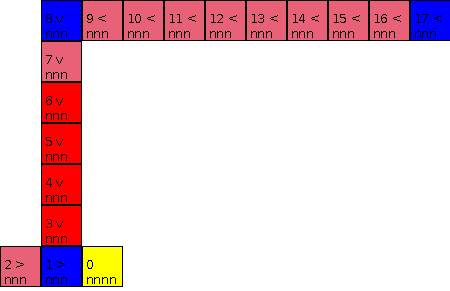 8 v 9 < 10 < 11 < 12 < 13 < 14 < 15 < 16 < 17 <
nnn nnn nnn nnn nnn nnn nnn nnn nnn nnn
7 v
nnn
6 v
nnn
5 v
nnn
4 v
nnn
3 v
nnn
2 > 1 > 0
nnn nnn nnnn